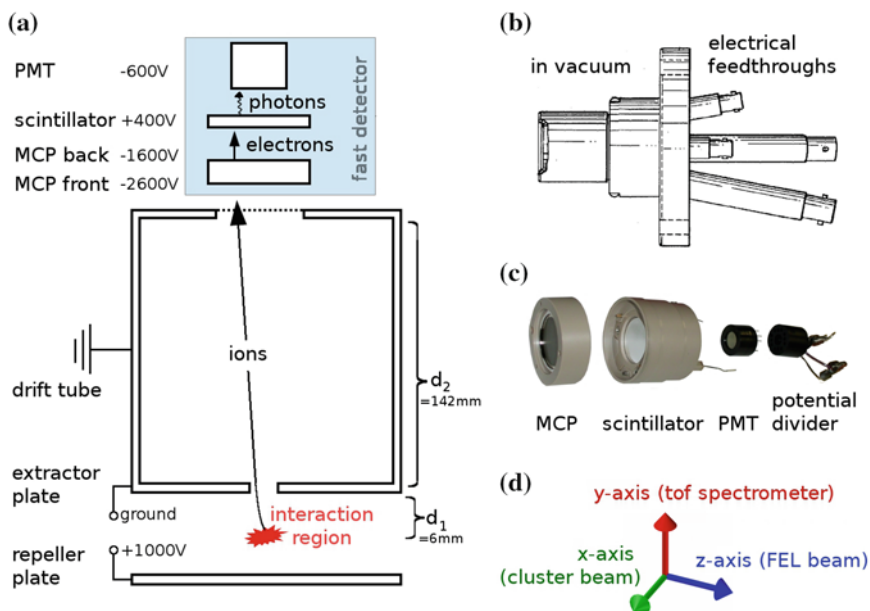 (a)
PMT -600V
photons
scintillator +400V
electrons
MCP back -1600V
MCP front -2600V
fast detector
ions
drift tube
d2
=142mm
extractor
plate
ground
interaction
region
d1
=6mm
repeller
plate
+1000V
(b)
in vacuum
electrical
feedthroughs
(c)
MCP
scintillator
PMT
potential
divider
(d)
y-axis (tof spectrometer)
x-axis
(cluster beam)
z-axis (FEL beam)